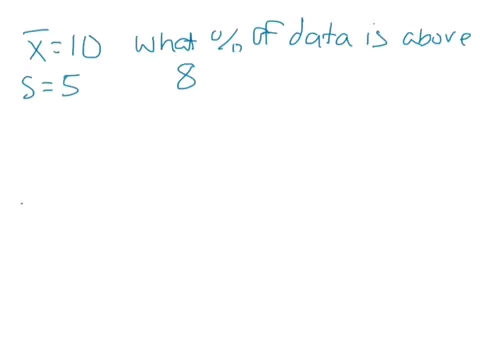 x̅=10 What % of data is above
S=5 8